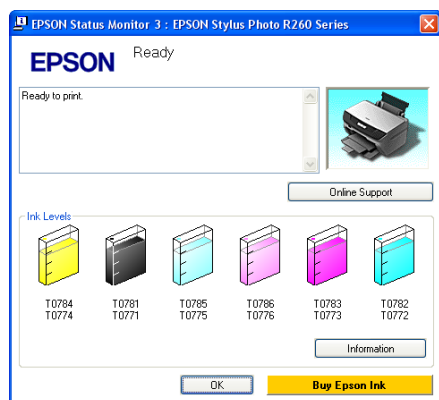 EPSON Status Monitor 3 : EPSON Stylus Photo R260 Series
EPSON
Ready
Ready to print.
Online Support
Ink Levels
T0784 T0781 T0785 T0786 T0783 T0782
T0774 T0771 T0775 T0776 T0773 T0772
Information
OK Buy Epson Ink